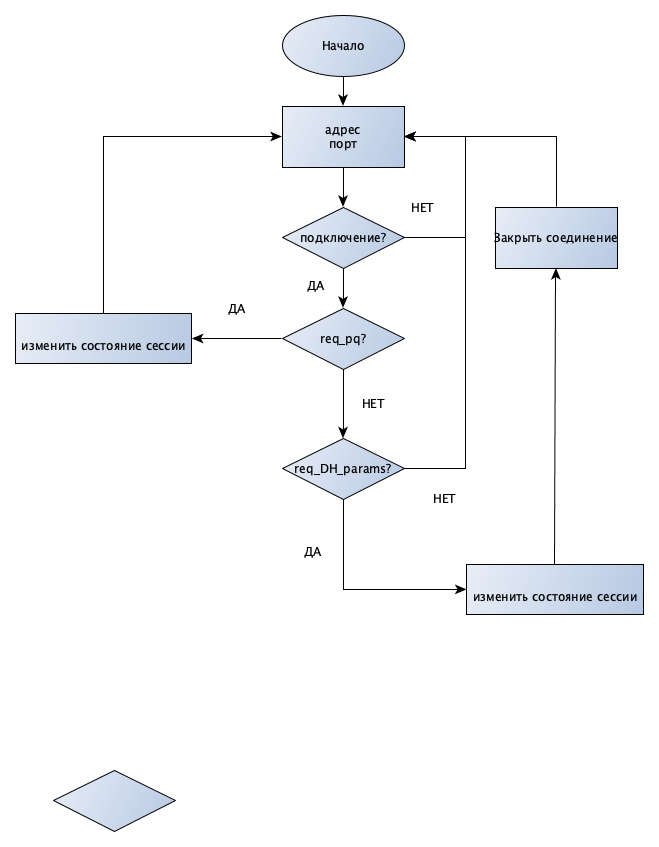 Начало
адрес
порт
НЕТ
подключение?
Закрыть соединение
ДА
ДА
req_pq?
изменить состояние сессии
НЕТ
req_DH_params?
НЕТ
ДА
изменить состояние сессии